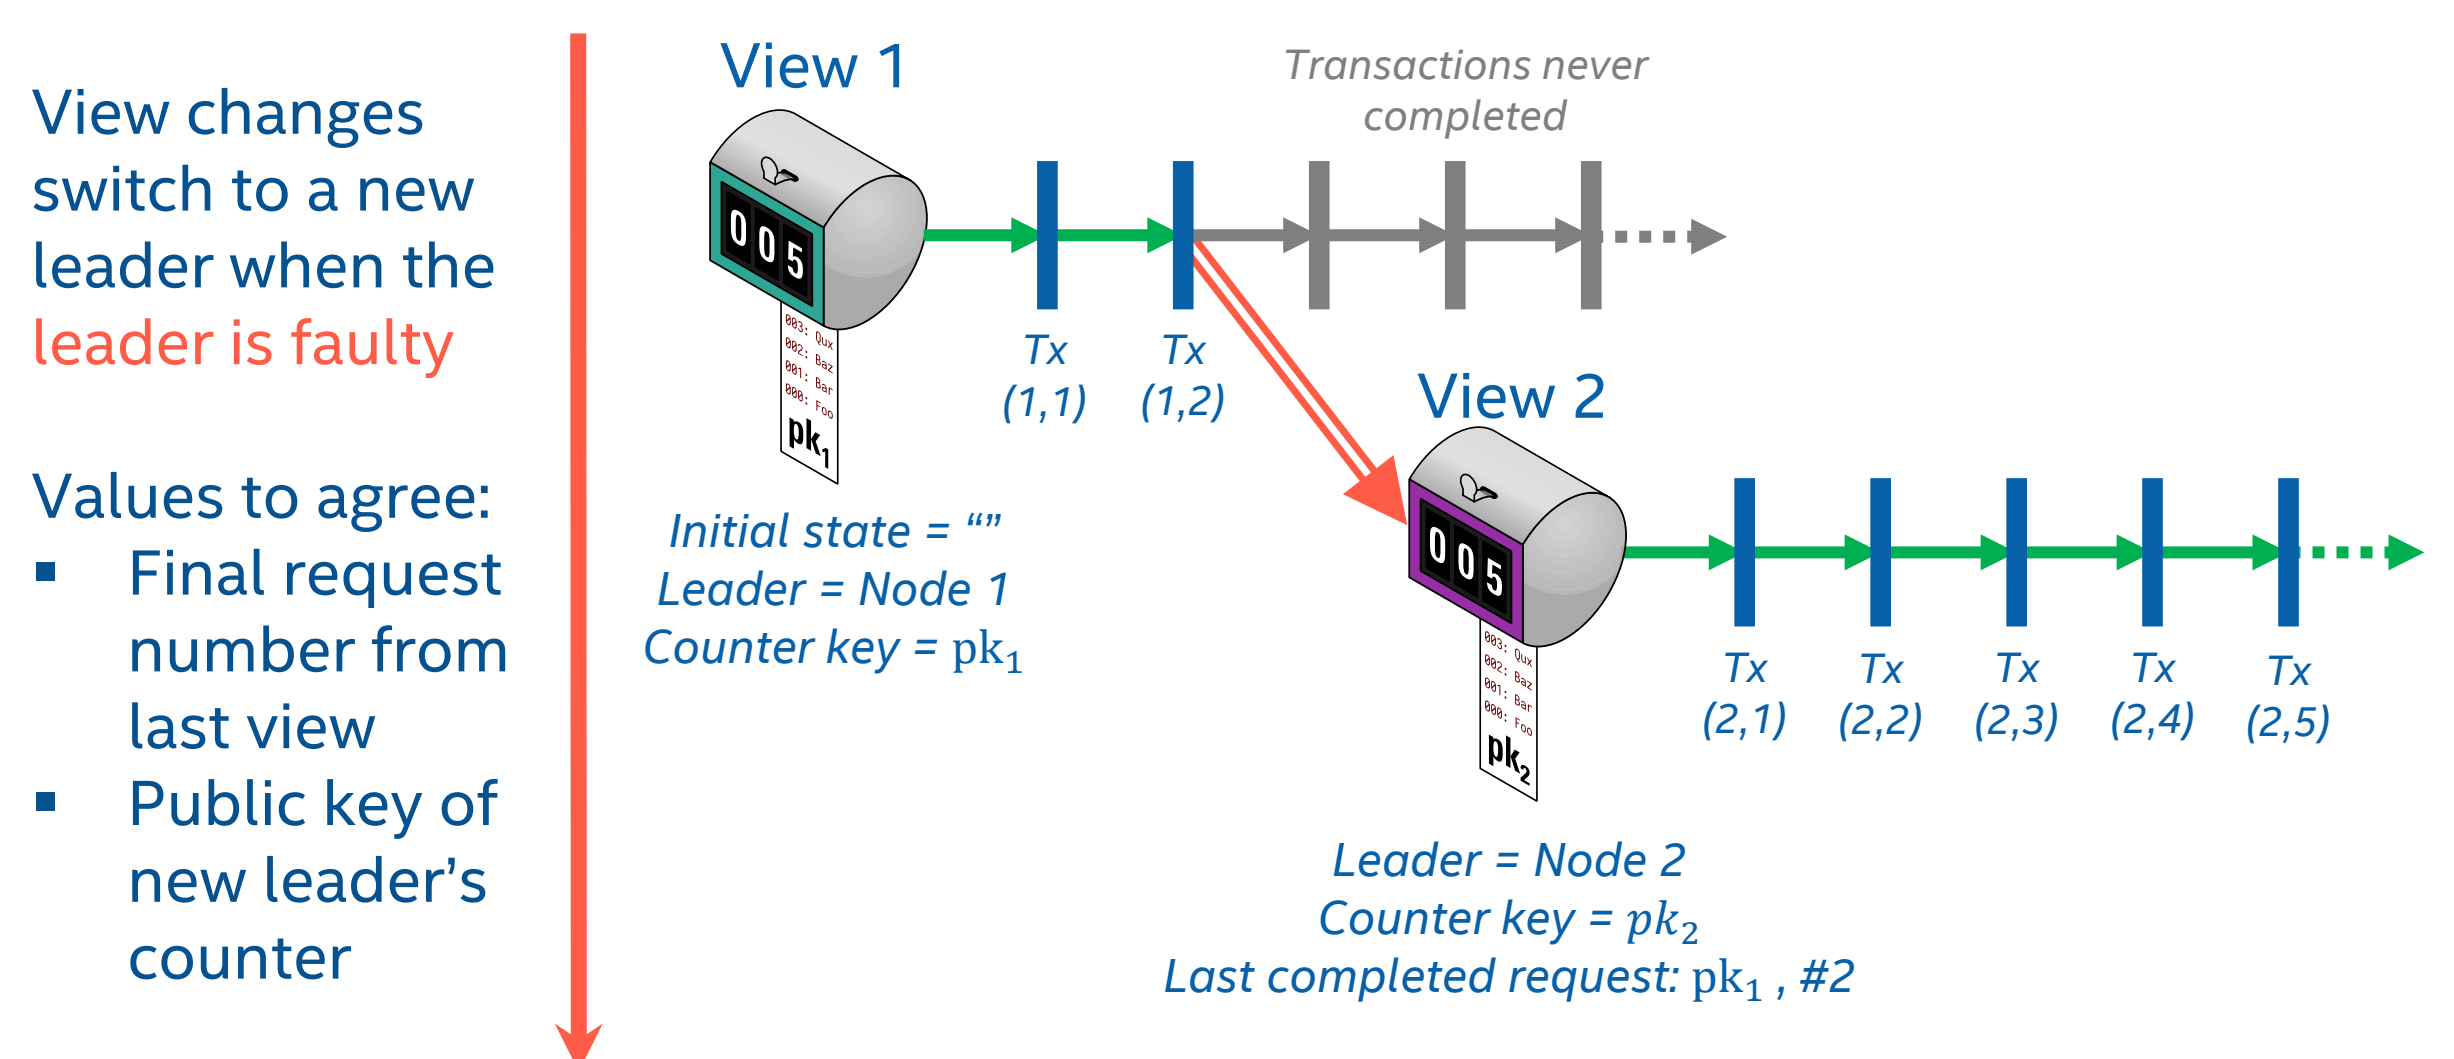 View changes
switch to a new
leader when the
leader is faulty
Values to agree:
▪ Final request
number from
last view
▪ Public key of
new leader’s
counter
View 1
005
003: Qux
002: Baz
001: Bar
000: Foo
pk₁
Initial state = “”
Leader = Node 1
Counter key = pk₁
Transactions never
completed
Tx
(1,1)
Tx
(1,2)
View 2
005
003: Qux
002: Baz
001: Bar
000: Foo
pk₂
Leader = Node 2
Counter key = pk₂
Last completed request: pk₁ , #2
Tx
(2,1)
Tx
(2,2)
Tx
(2,3)
Tx
(2,4)
Tx
(2,5)